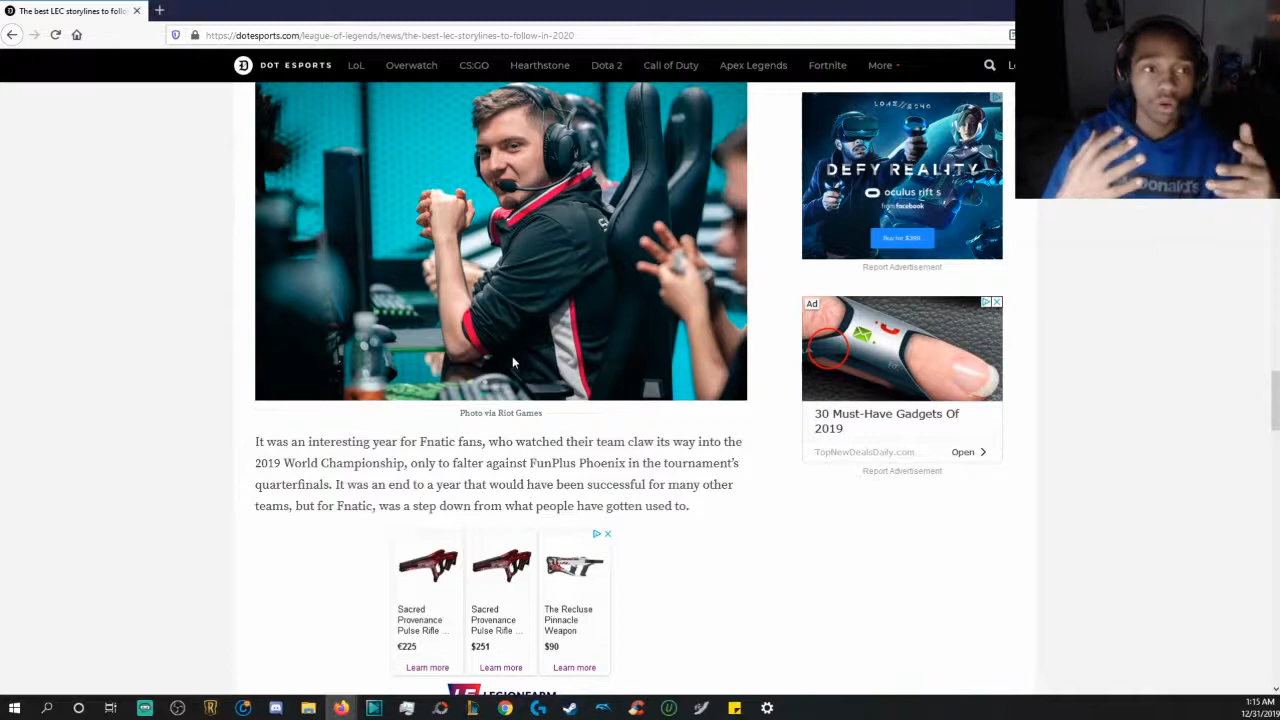 The best LEC storylines to follo
https://dotesports.com/league-of-legends/news/the-best-lec-storylines-to-follow-in-2020
DOT ESPORTS
LoL
Overwatch
CS:GO
Hearthstone
Dota 2
Call of Duty
Apex Legends
Fortnite
More
DEFY REALITY
oculus rift s
from facebook
Buy for $399
Report Advertisement
Photo via Riot Games
It was an interesting year for Fnatic fans, who watched their team claw its way into the
2019 World Championship, only to falter against FunPlus Phoenix in the tournament's
quarterfinals. It was an end to a year that would have been successful for many other
teams, but for Fnatic, was a step down from what people have gotten used to.
Ad
30 Must-Have Gadgets Of
2019
TopNewDealsDaily.com
Open
Report Advertisement
Sacred
Provenance
Pulse Rifle ...
€225
Learn more
Sacred
Provenance
Pulse Rifle ...
$251
Learn more
The Recluse
Pinnacle
Weapon
$90
Learn more
LEGIONFARM
1:15 AM
12/31/2019